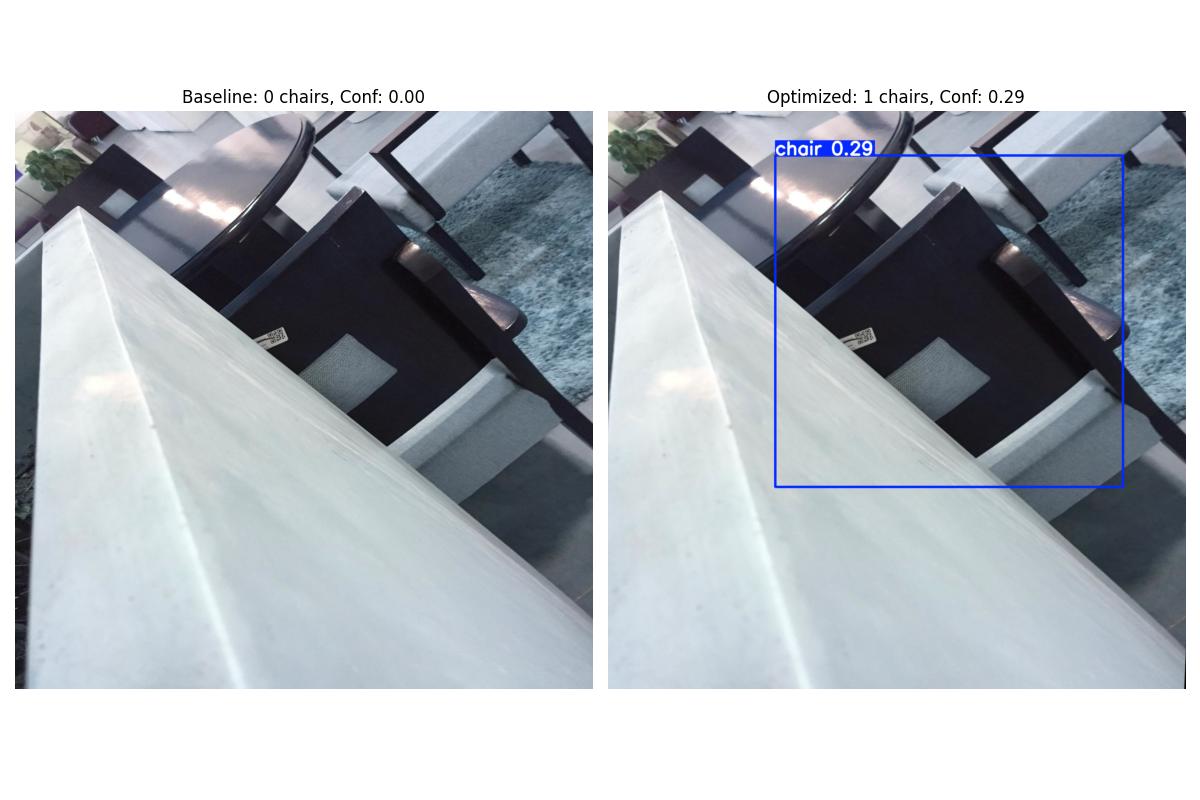 Baseline: 0 chairs, Conf: 0.00
Optimized: 1 chairs, Conf: 0.29
chair 0.29